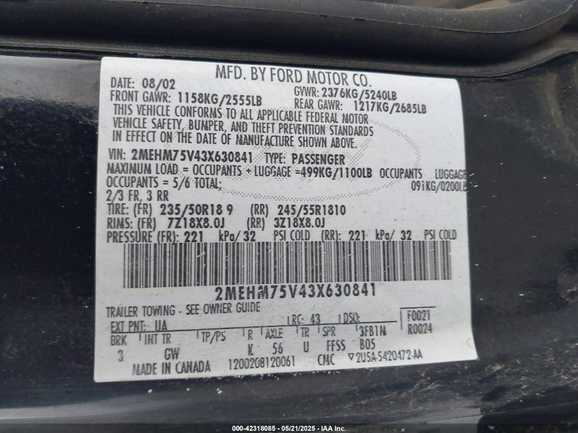 MFD. BY FORD MOTOR CO.
DATE: 08/02
GVWR: 2376KG/5240LB
FRONT GAWR: 1158KG/2555LB
REAR GAWR: 1217KG/2685LB
THIS VEHICLE CONFORMS TO ALL APPLICABLE FEDERAL MOTOR
VEHICLE SAFETY, BUMPER, AND THEFT PREVENTION STANDARDS
IN EFFECT ON THE DATE OF MANUFACTURE SHOWN ABOVE.
VIN: 2MEHM75V43X630841 TYPE: PASSENGER
MAXIMUM LOAD = OCCUPANTS + LUGGAGE =499KG/1100LB OCCUPANTS LUGGAGE
OCCUPANTS = 5/6 TOTAL: 091KG/0200LB
2/3 FR, 3 RR
TIRE: (FR) 235/50R18 9 (RR) 245/55R1810
RIMS: (FR) 7Z18X8.0J (RR) 3Z18X8.0J
PRESSURE (FR) 221 kPa/ 32 PSI COLD (RR) 221 kPa/ 32 PSI COLD
2MEHM75V43X630841
TRAILER TOWING - SEE OWNER GUIDE
EXT PNT: UA RC: 43 DSO: F0021
BRK INT TR TP/PS R AXLE TR SPR 3FB1N R0024
3 GW K 56 U FFSS B05
MADE IN CANADA 1200208120061 CMC 2U5A-5420472-AA
000-42318085 - 05/21/2025 - IAA Inc.